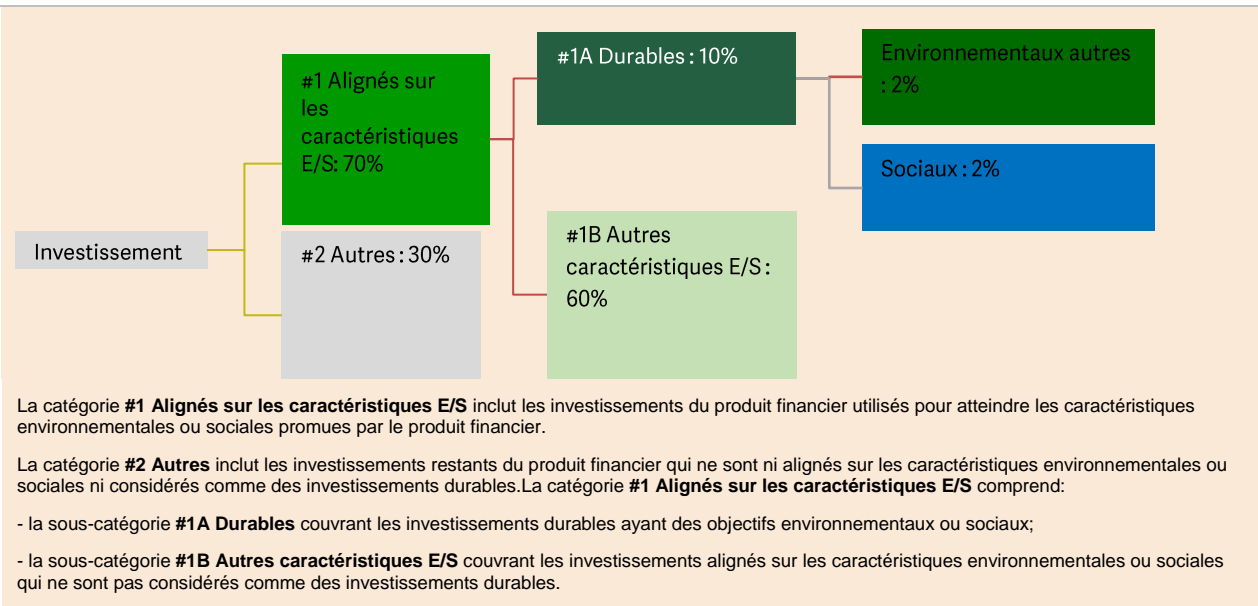 Investissement
#1 Alignés sur
les
caractéristiques
E/S: 70%
#2 Autres : 30%
#1A Durables : 10%
#1B Autres
caractéristiques E/S :
60%
Environnementaux autres
: 2%
Sociaux : 2%
La catégorie #1 Alignés sur les caractéristiques E/S inclut les investissements du produit financier utilisés pour atteindre les caractéristiques
environnementales ou sociales promues par le produit financier.
La catégorie #2 Autres inclut les investissements restants du produit financier qui ne sont ni alignés sur les caractéristiques environnementales ou
sociales ni considérés comme des investissements durables.La catégorie #1 Alignés sur les caractéristiques E/S comprend:
- la sous-catégorie #1A Durables couvrant les investissements durables ayant des objectifs environnementaux ou sociaux;
- la sous-catégorie #1B Autres caractéristiques E/S couvrant les investissements alignés sur les caractéristiques environnementales ou sociales
qui ne sont pas considérés comme des investissements durables.